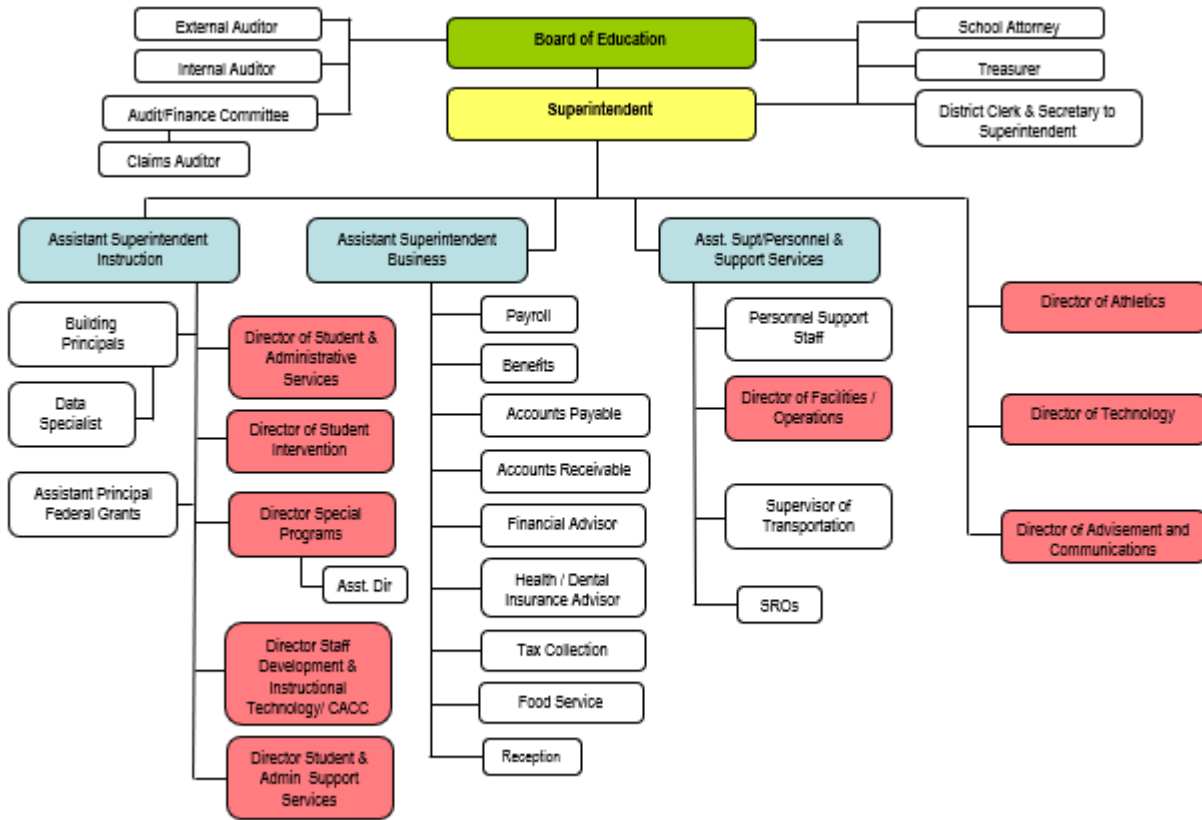 External Auditor
Internal Auditor
Audit/Finance Committee
Claims Auditor
Board of Education
Superintendent
School Attorney
Treasurer
District Clerk & Secretary to
Superintendent
Assistant Superintendent
Instruction
Assistant Superintendent
Business
Asst. Supt/Personnel &
Support Services
Building
Principals
Data
Specialist
Assistant Principal
Federal Grants
Director of Student &
Administrative
Services
Director of Student
Intervention
Director Special
Programs
Asst. Dir
Director Staff
Development &
Instructional
Technology/ CACC
Director Student &
Admin Support
Services
Payroll
Benefits
Accounts Payable
Accounts Receivable
Financial Advisor
Health / Dental
Insurance Advisor
Tax Collection
Food Service
Reception
Personnel Support
Staff
Director of Facilities /
Operations
Supervisor of
Transportation
SROs
Director of Athletics
Director of Technology
Director of Advisement and
Communications